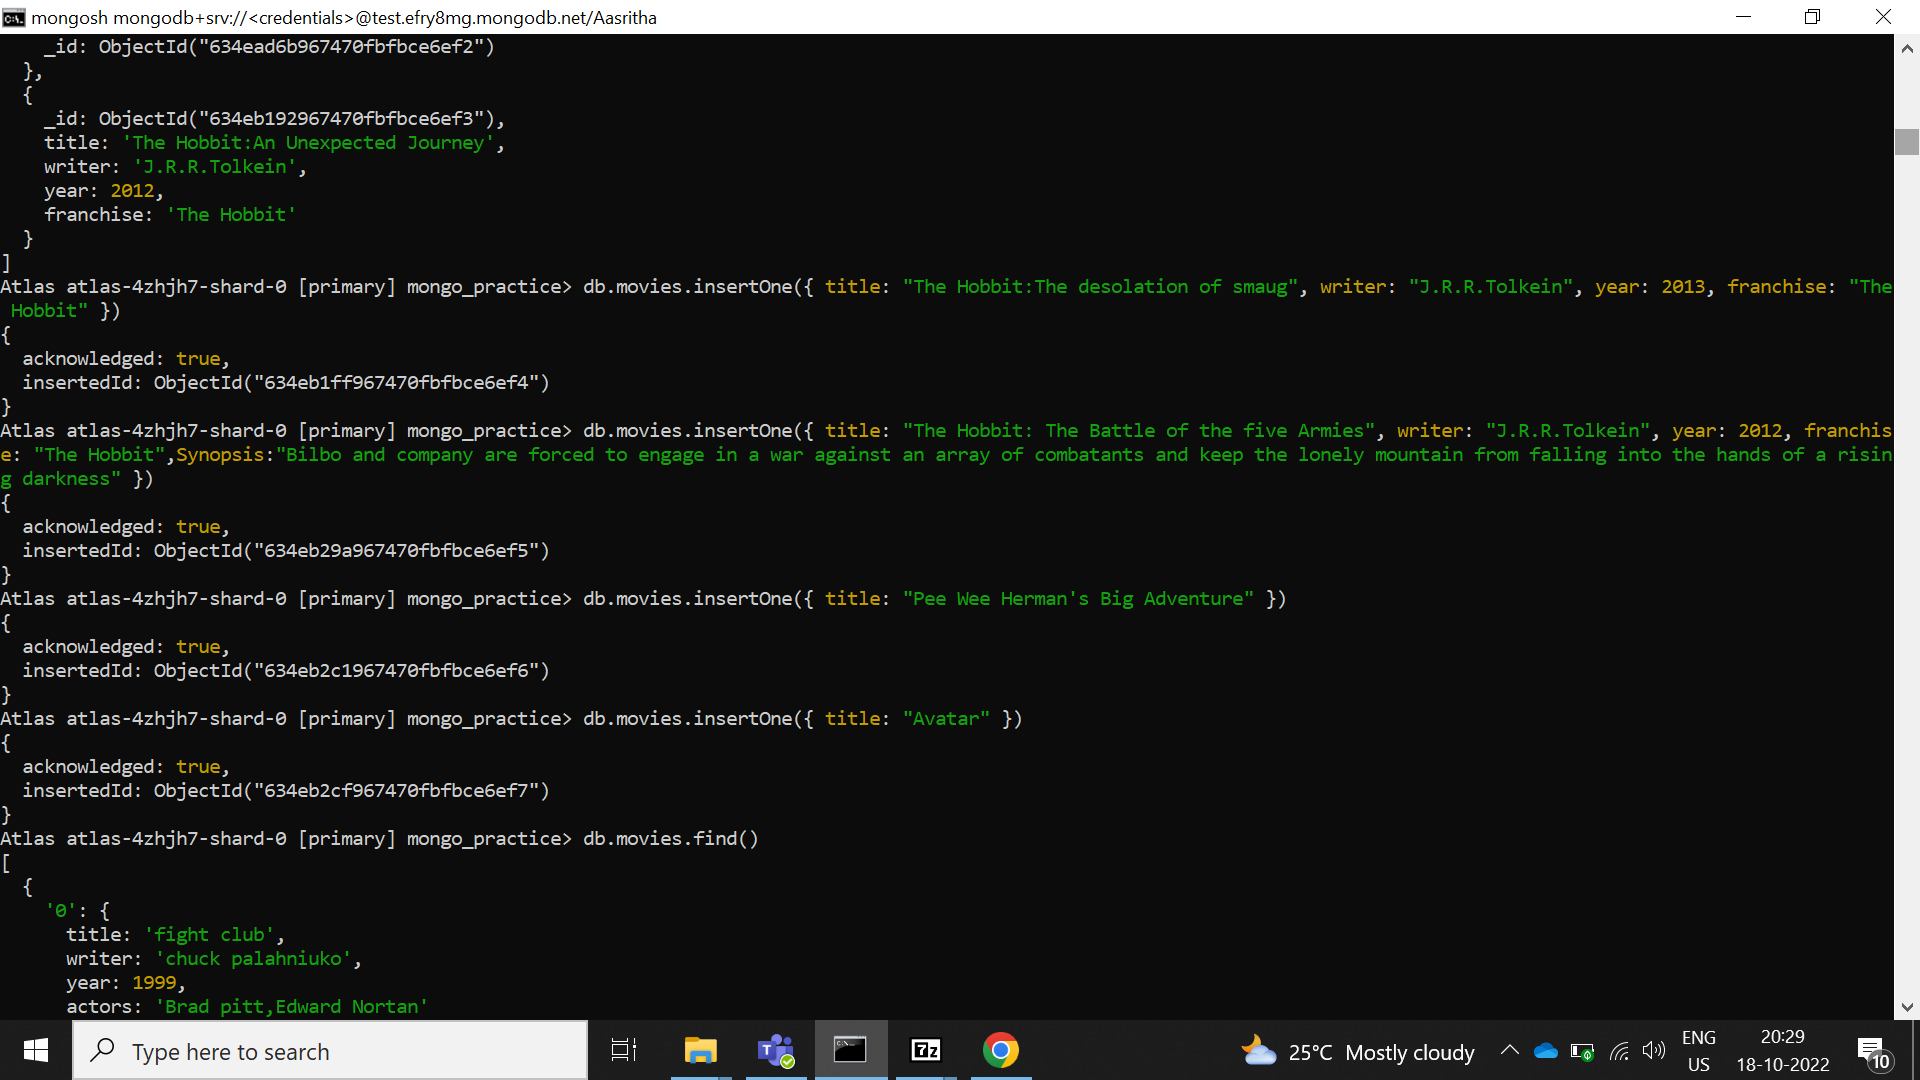 mongosh mongodb+srv://<credentials>@test.efry8mg.mongodb.net/Aasritha
_id: ObjectId("634ead6b967470fbfbce6ef2")
},
{
_id: ObjectId("634eb192967470fbfbce6ef3"),
title: 'The Hobbit:An Unexpected Journey',
writer: 'J.R.R.Tolkein',
year: 2012,
franchise: 'The Hobbit'
}
]
Atlas atlas-4zhjh7-shard-0 [primary] mongo_practice> db.movies.insertOne({ title: "The Hobbit:The desolation of smaug", writer: "J.R.R.Tolkein", year: 2013, franchise: "The
Hobbit" })
{
acknowledged: true,
insertedId: ObjectId("634eb1ff967470fbfbce6ef4")
}
Atlas atlas-4zhjh7-shard-0 [primary] mongo_practice> db.movies.insertOne({ title: "The Hobbit: The Battle of the five Armies", writer: "J.R.R.Tolkein", year: 2012, franchis
e: "The Hobbit",Synopsis:"Bilbo and company are forced to engage in a war against an array of combatants and keep the lonely mountain from falling into the hands of a risin
g darkness" })
{
acknowledged: true,
insertedId: ObjectId("634eb29a967470fbfbce6ef5")
}
Atlas atlas-4zhjh7-shard-0 [primary] mongo_practice> db.movies.insertOne({ title: "Pee Wee Herman's Big Adventure" })
{
acknowledged: true,
insertedId: ObjectId("634eb2c1967470fbfbce6ef6")
}
Atlas atlas-4zhjh7-shard-0 [primary] mongo_practice> db.movies.insertOne({ title: "Avatar" })
{
acknowledged: true,
insertedId: ObjectId("634eb2cf967470fbfbce6ef7")
}
Atlas atlas-4zhjh7-shard-0 [primary] mongo_practice> db.movies.find()
[
{
'0': {
title: 'fight club',
writer: 'chuck palahniuko',
year: 1999,
actors: 'Brad pitt,Edward Nortan'
Type here to search
25°C Mostly cloudy
ENG
US
20:29
18-10-2022
10